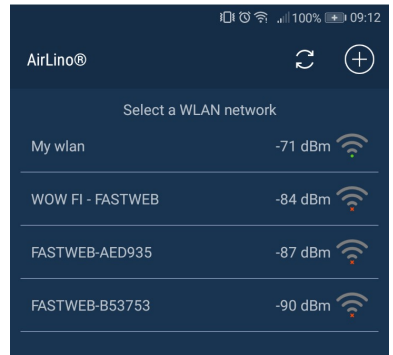 100% 09:12
AirLino®
Select a WLAN network
My wlan -71 dBm
WOW FI - FASTWEB -84 dBm
FASTWEB-AED935 -87 dBm
FASTWEB-B53753 -90 dBm